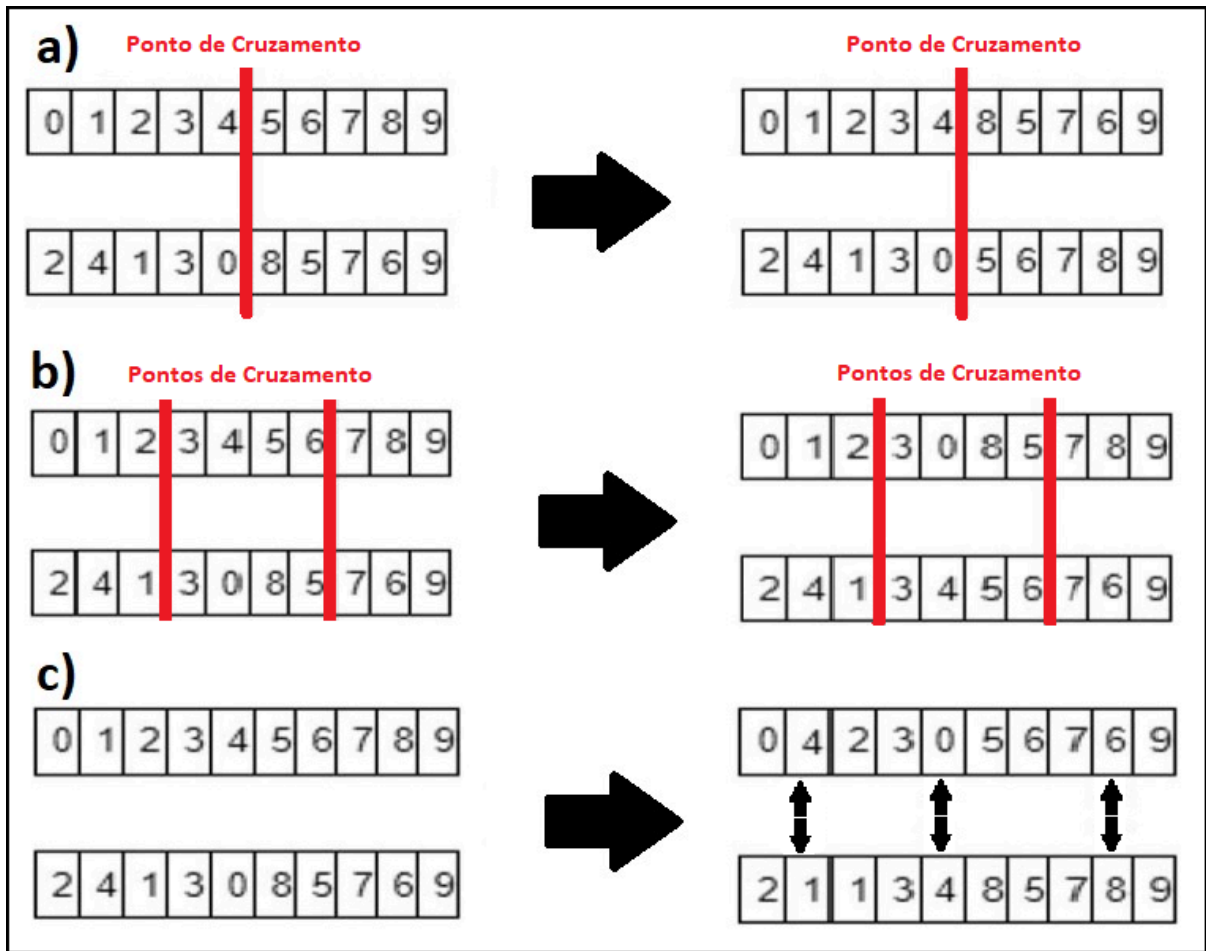 a)
Ponto de Cruzamento Ponto de Cruzamento
0 1 2 3 4 5 6 7 8 9 0 1 2 3 4 8 5 7 6 9
2 4 1 3 0 8 5 7 6 9 2 4 1 3 0 5 6 7 8 9
b)
Pontos de Cruzamento Pontos de Cruzamento
0 1 2 3 4 5 6 7 8 9 0 1 2 3 0 8 5 7 8 9
2 4 1 3 0 8 5 7 6 9 2 4 1 3 4 5 6 7 6 9
c)
0 1 2 3 4 5 6 7 8 9 0 4 2 3 0 5 6 7 6 9
2 4 1 3 0 8 5 7 6 9 2 1 1 3 4 8 5 7 8 9